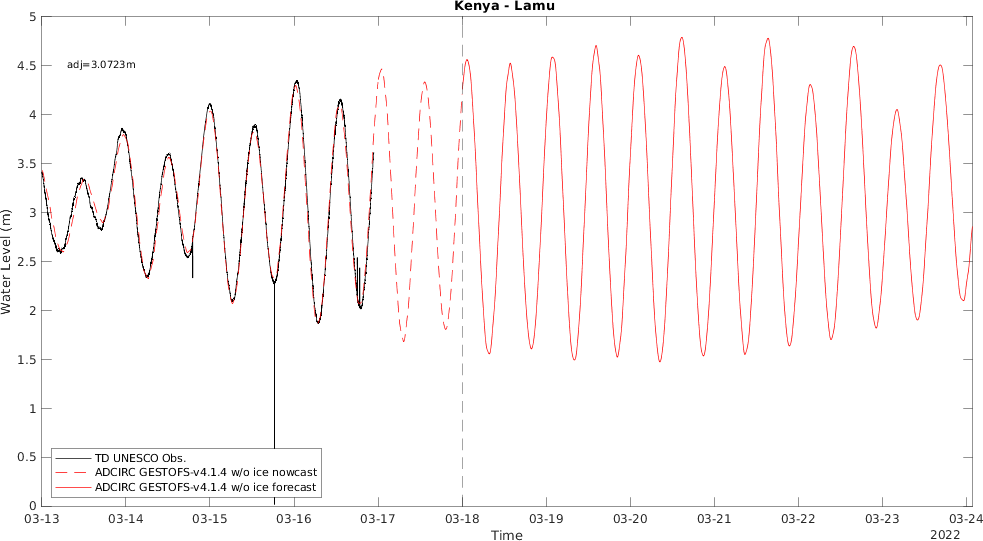 Kenya - Lamu
adj=3.0723m
Water Level (m)
5
4.5
4
3.5
3
2.5
2
1.5
1
0.5
0
TD UNESCO Obs.
ADCIRC GESTOFS-v4.1.4 w/o ice nowcast
ADCIRC GESTOFS-v4.1.4 w/o ice forecast
03-13 03-14 03-15 03-16 03-17 03-18 03-19 03-20 03-21 03-22 03-23 03-24
Time
2022